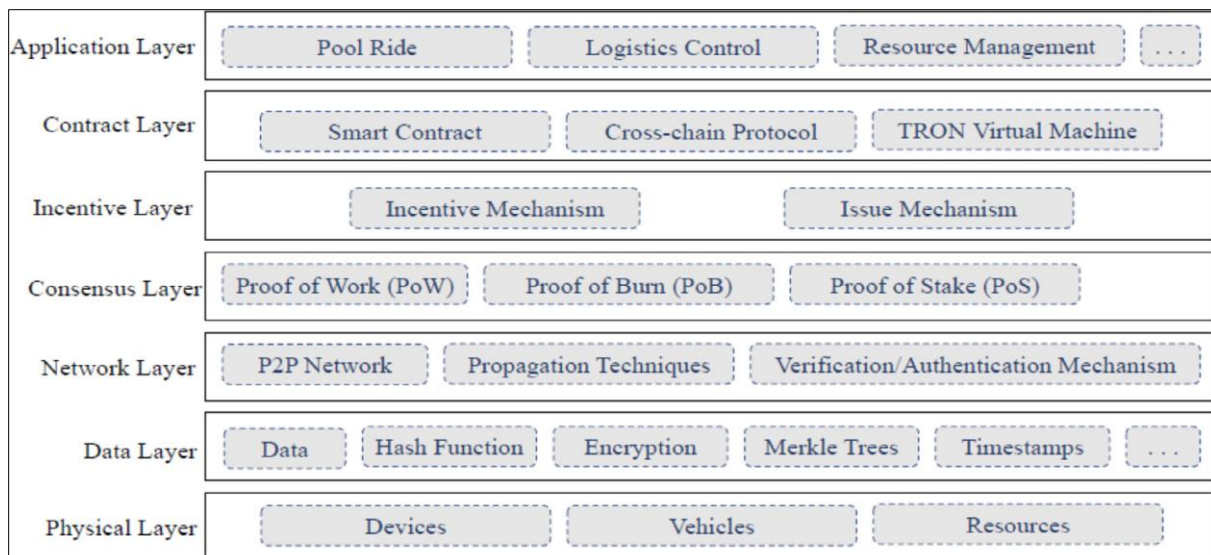 Application Layer Pool Ride Logistics Control Resource Management . . .
Contract Layer Smart Contract Cross-chain Protocol TRON Virtual Machine
Incentive Layer Incentive Mechanism Issue Mechanism
Consensus Layer Proof of Work (PoW) Proof of Burn (PoB) Proof of Stake (PoS)
Network Layer P2P Network Propagation Techniques Verification/Authentication Mechanism
Data Layer Data Hash Function Encryption Merkle Trees Timestamps . . .
Physical Layer Devices Vehicles Resources